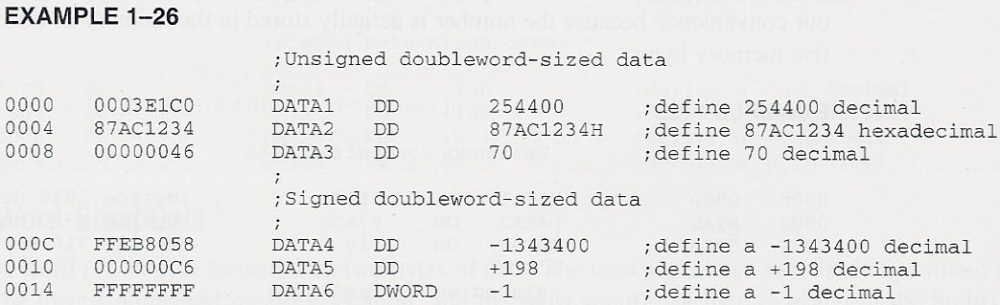 EXAMPLE 1–26
;Unsigned doubleword-sized data
;
0000 0003E1C0 DATA1 DD 254400 ;define 254400 decimal
0004 87AC1234 DATA2 DD 87AC1234H ;define 87AC1234 hexadecimal
0008 00000046 DATA3 DD 70 ;define 70 decimal
;
;Signed doubleword-sized data
;
000C FFEB8058 DATA4 DD -1343400 ;define a -1343400 decimal
0010 000000C6 DATA5 DD +198 ;define a +198 decimal
0014 FFFFFFFF DATA6 DWORD -1 ;define a -1 decimal